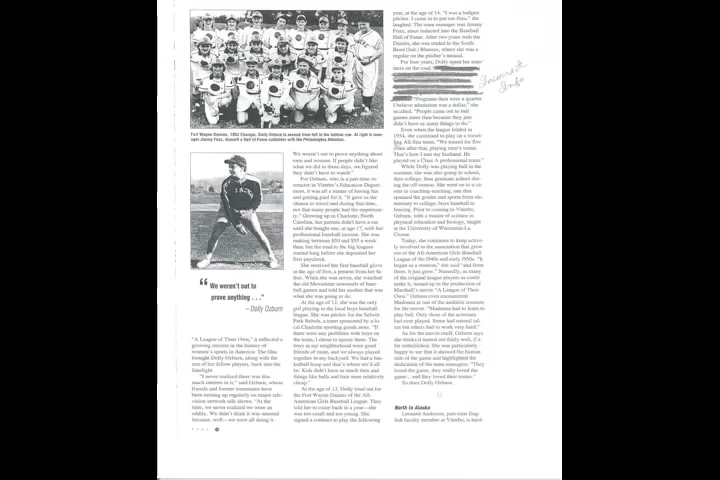 Fort Wayne Daisies, 1952 Champs. Dolly Ozburn is second from left in the bottom row. At right is man-
ager Jimmy Foxx, himself a Hall of Fame outfielder with the Philadelphia Athletics.
“ We weren't out to
prove anything . . .”
– Dolly Ozburn
"A League of Their Own," it reflected a
growing interest in the history of
women's sports in America. The film
brought Dolly Ozburn, along with the
rest of her fellow players, back into the
limelight.
"I never realized there was this
much interest in it," said Ozburn, whose
friends and former teammates have
been turning up regularly on major tele-
vision network talk shows. "At the
time, we never realized we were an
oddity. We didn't think it was unusual
because, well—we were all doing it.
We weren't out to prove anything about
men and women. If people didn't like
what we did in those days, we figured
they didn't have to watch!"
For Ozburn, who is a part-time in-
structor in Viterbo's Education Depart-
ment, it was all a matter of having fun
and getting paid for it. "It gave us the
chance to travel and during that time,
not that many people had the opportuni-
ty." Growing up in Charlotte, North
Carolina, her parents didn't have a car
until she bought one, at age 17, with her
professional baseball income. She was
making between $50 and $55 a week
then, but the road to the big leagues
started long before she deposited her
first paycheck.
She received her first baseball glove
at the age of five, a present from her fa-
ther. When she was seven, she watched
the old Movietone newsreels of base-
ball games and told her mother that was
what she was going to do.
At the age of 12, she was the only
girl playing in the local boys baseball
league. She was pitcher for the Selwin
Park Rebels, a team sponsored by a lo-
cal Charlotte sporting goods store. "If
there were any problems with boys on
the team, I chose to ignore them. The
boys in my neighborhood were good
friends of mine, and we always played
together in my backyard. We had a bas-
ketball hoop and that's where we'd all
be. Kids didn't have as much then and
things like balls and bats were relatively
cheap."
At the age of 13, Dolly tried out for
the Fort Wayne Daisies of the All-
American Girls Baseball League. They
told her to come back in a year—she
was too small and too young. She
signed a contract to play the following
year, at the age of 14. "I was a bullpen
pitcher. I came in to put out fires," she
laughed. The team manager was Jimmy
Foxx, since inducted into the Baseball
Hall of Fame. After two years with the
Daisies, she was traded to the South
Bend (Ind.) Blusoxs, where she was a
regular on the pitcher's mound.
For four years, Dolly spent her sum-
mers on the road.
Incorrect
Info
"Programs then were a quarter.
I believe admission was a dollar," she
recalled. "People came out to ball
games more then because they just
didn't have as many things to do."
Even when the league folded in
1954, she continued to play on a travel-
ing All-Star team. "We toured for five
years after that, playing men's teams.
That's how I met my husband. He
played on a Class A professional team."
While Dolly was playing ball in the
summer, she was also going to school,
then college, then graduate school dur-
ing the off-season. She went on to a ca-
reer in coaching-teaching, one that
spanned the grades and sports from ele-
mentary to college, boys baseball to
fencing. Prior to coming to Viterbo,
Ozburn, with a master of science in
physical education and biology, taught
at the University of Wisconsin-La
Crosse.
Today, she continues to keep active-
ly involved in the association that grew
out of the All-American Girls Baseball
League of the 1940s and early 1950s. "It
began as a reunion," she said "and from
there, it just grew." Naturally, as many
of the original league players as could
make it, turned up in the production of
Marshall's movie "A League of Their
Own." Ozburn even encountered
Madonna at one of the audition sessions
for the movie. "Madonna had to learn to
play ball. Only three of the actresses
had ever played. Some had natural tal-
ent but others had to work very hard."
As for the movie itself, Ozburn says
she thinks it turned out fairly well, if a
bit embellished. She was particularly
happy to see that it showed the human
side of the game and highlighted the
dedication of the team managers. "They
loved the game, they really loved the
game... and they loved their teams."
So does Dolly Ozburn.
North to Alaska
Leonard Anderson, part-time Eng-
lish faculty member at Viterbo, is hard-